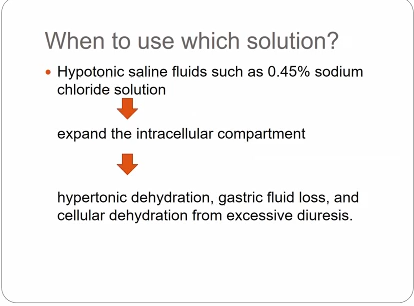 When to use which solution?
• Hypotonic saline fluids such as 0.45% sodium
chloride solution
expand the intracellular compartment
hypertonic dehydration, gastric fluid loss, and
cellular dehydration from excessive diuresis.